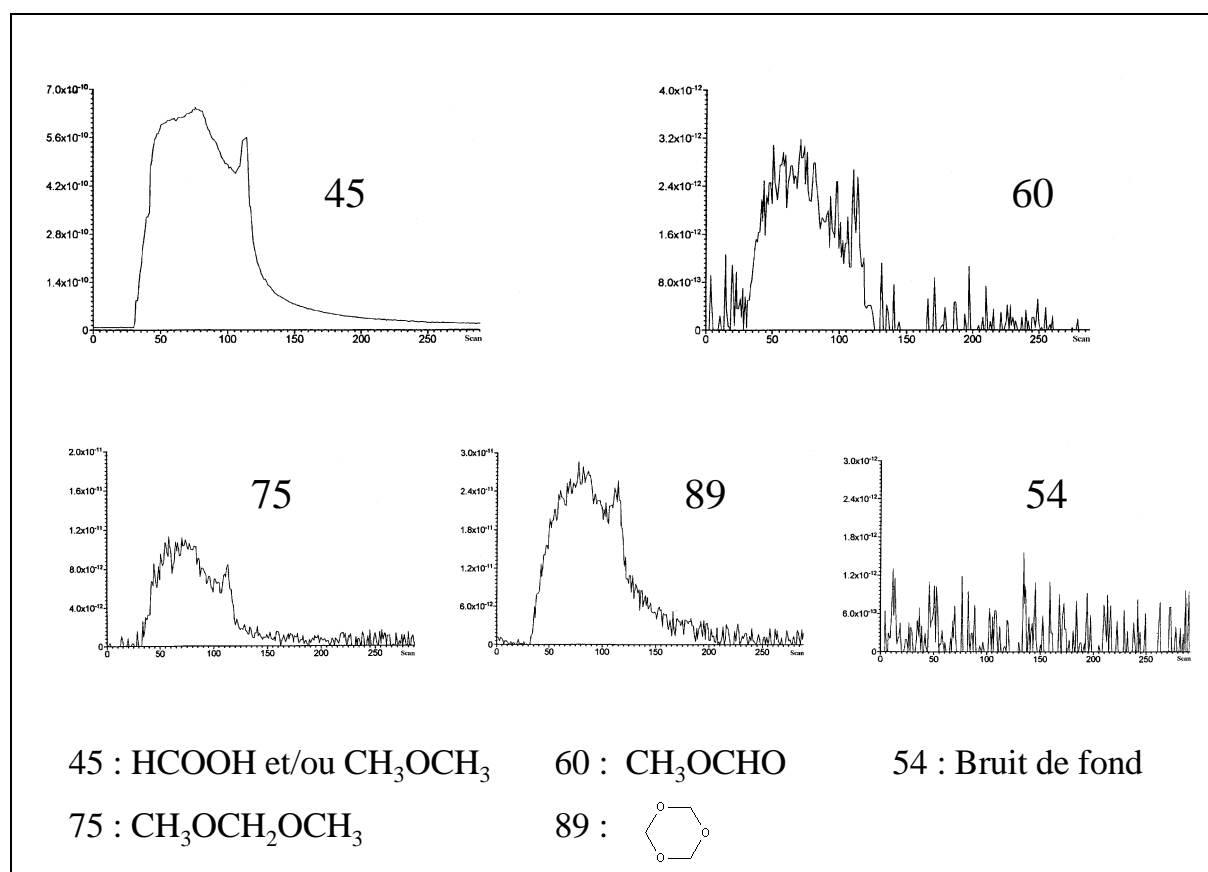 7.0x10-10
5.6x10-10
4.2x10-10
2.8x10-10
1.4x10-10
0
0 50 100 150 200 250 Scan
45
4.0x10-12
3.2x10-12
2.4x10-12
1.6x10-12
8.0x10-13
0
0 50 100 150 200 250 Scan
60
2.0x10-11
1.6x10-11
1.2x10-11
8.0x10-12
4.0x10-12
0
0 50 100 150 200 250 Scan
75
3.0x10-11
2.4x10-11
1.8x10-11
1.2x10-11
6.0x10-12
0
0 50 100 150 200 250 Scan
89
3.0x10-12
2.4x10-12
1.8x10-12
1.2x10-12
6.0x10-13
0
0 50 100 150 200 250 Scan
54
45 : HCOOH et/ou CH₃OCH₃ 60 : CH₃OCHO 54 : Bruit de fond
75 : CH₃OCH₂OCH₃ 89 :
O
O
O